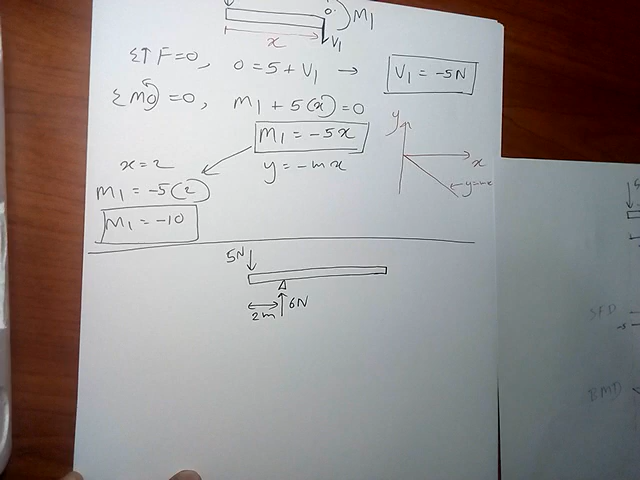 O
M1
x
V1
Σ↑F=0, 0=5+V1 → V1=-5N
ΣMO=0, M1+5(x)=0
M1=-5x
y=-mx
y
x
y=-mx
x=2
M1=-5(2)
M1=-10
5N
2m
6N
SFD
-5
BMD